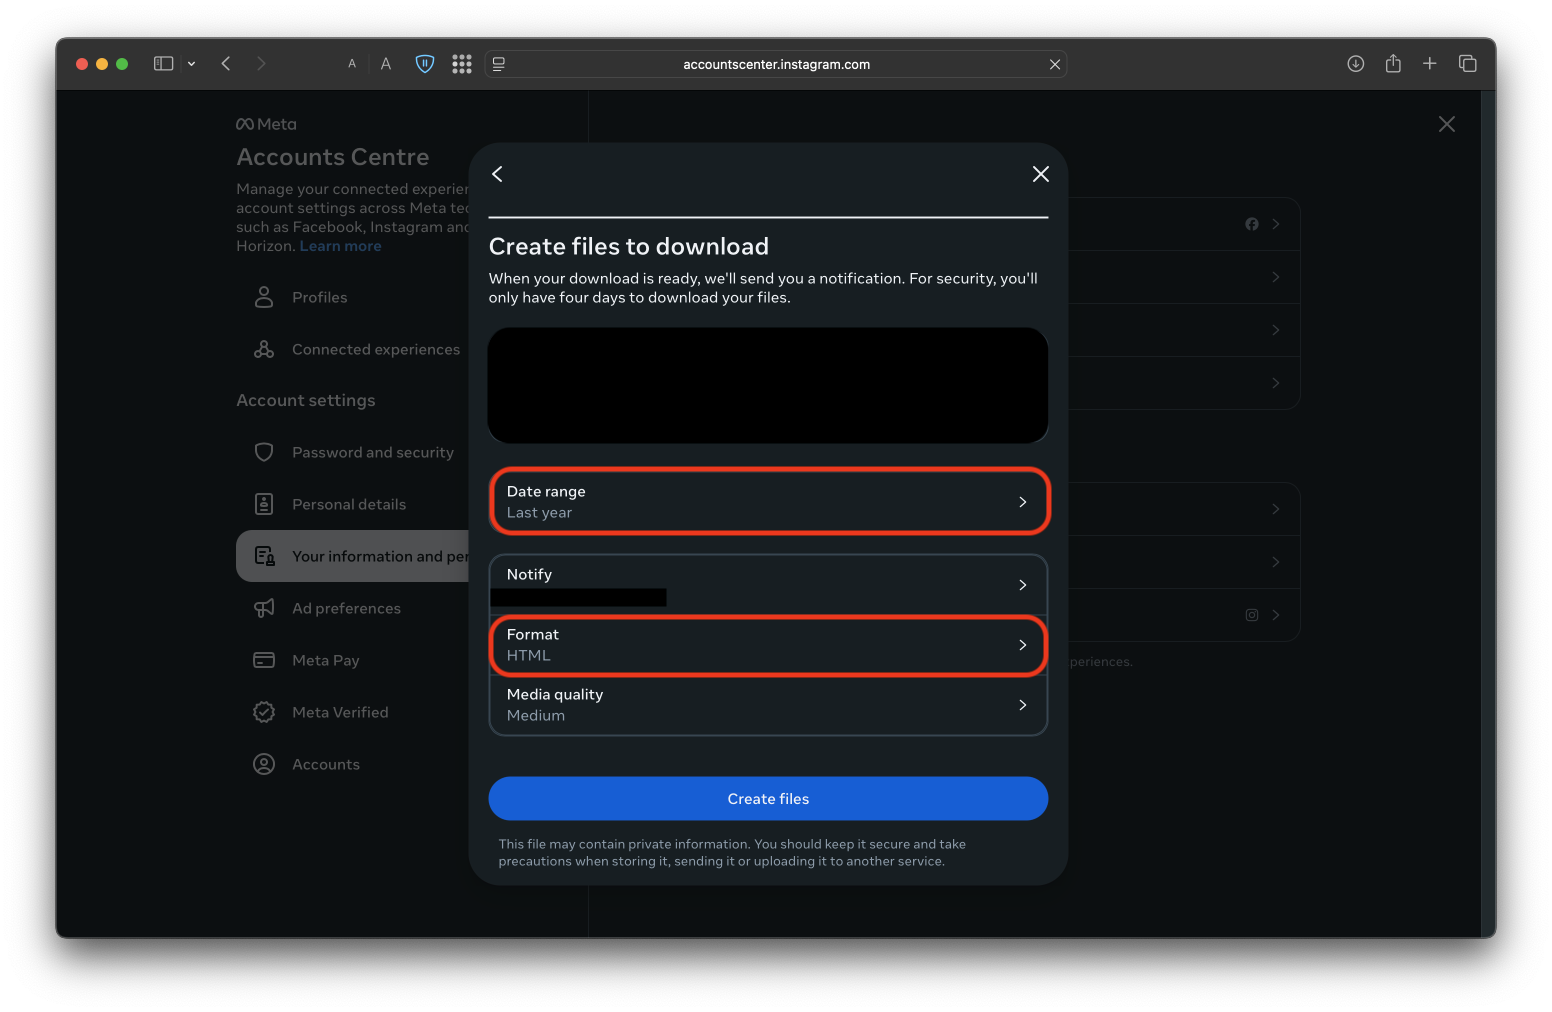 A A accountscenter.instagram.com
Meta
Accounts Centre
Manage your connected experien
account settings across Meta tec
such as Facebook, Instagram and
Horizon. Learn more
Profiles
Connected experiences
Account settings
Password and security
Personal details
Your information and per
Ad preferences
Meta Pay
Meta Verified
Accounts
Create files to download
When your download is ready, we'll send you a notification. For security, you'll
only have four days to download your files.
Date range
Last year
Notify
Format
HTML
Media quality
Medium
Create files
This file may contain private information. You should keep it secure and take
precautions when storing it, sending it or uploading it to another service.
periences.